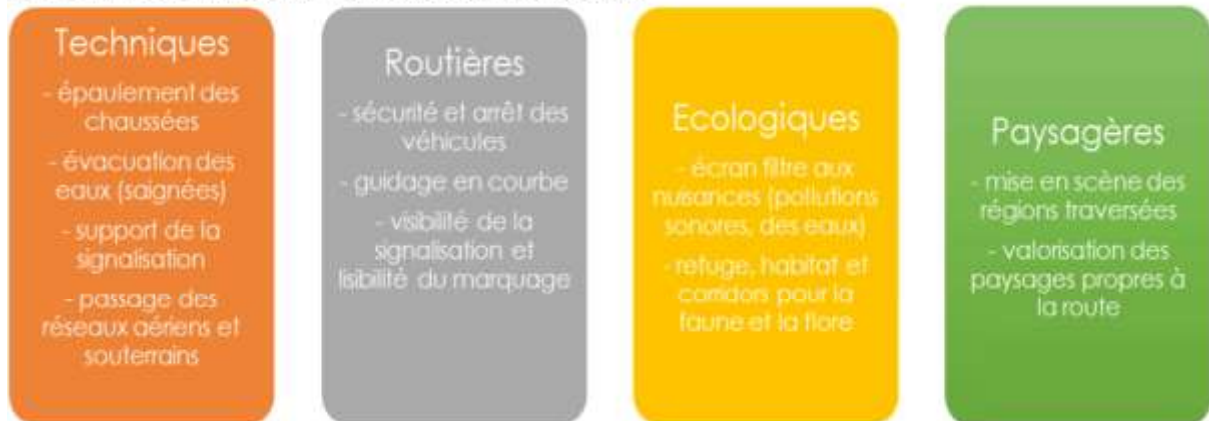 Techniques
- épaulement des
chaussées
- évacuation des
eaux (saignées)
- support de la
signalisation
- passage des
réseaux aériens et
souterrains
Routières
- sécurité et arrêt des
véhicules
- guidage en courbe
- visibilité de la
signalisation et
lisibilité du marquage
Ecologiques
- écran filtre aux
nuisances (pollutions
sonores, des eaux)
- refuge, habitat et
corridors pour la
faune et la flore
Paysagères
- mise en scène des
régions traversées
- valorisation des
paysages propres à
la route